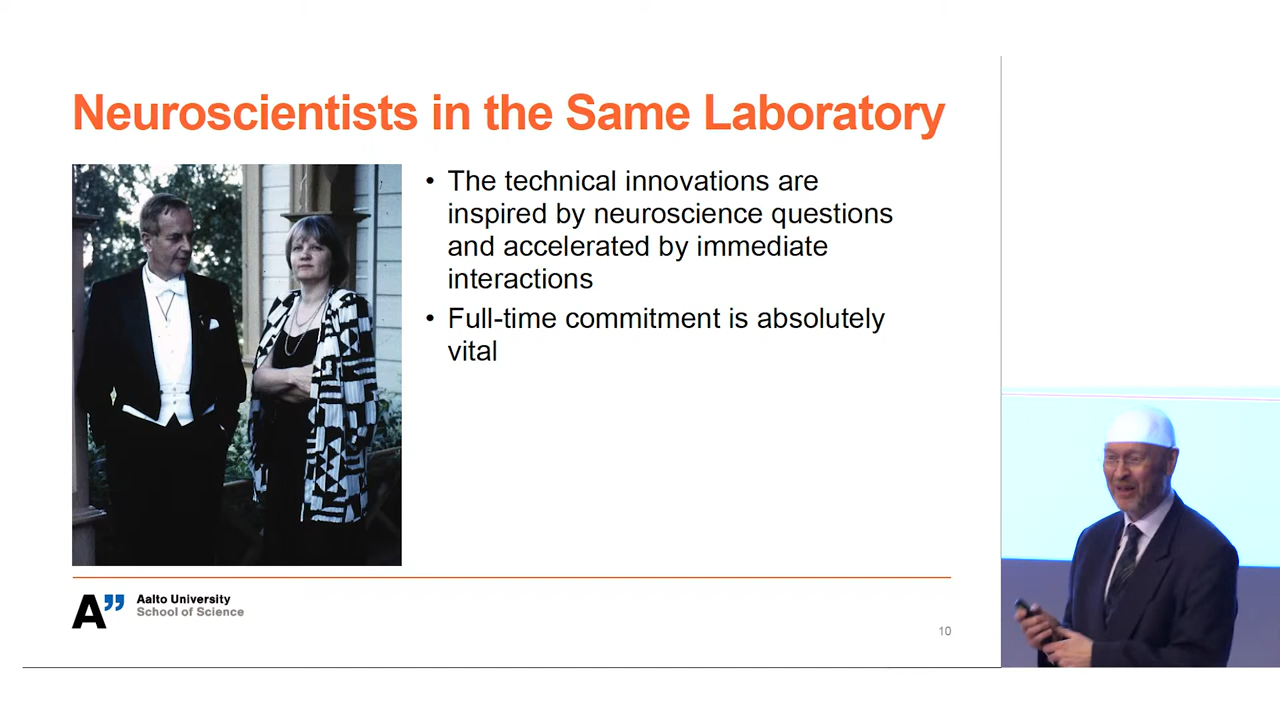 Neuroscientists in the Same Laboratory
• The technical innovations are
inspired by neuroscience questions
and accelerated by immediate
interactions
• Full-time commitment is absolutely
vital
A”
Aalto University
School of Science
10